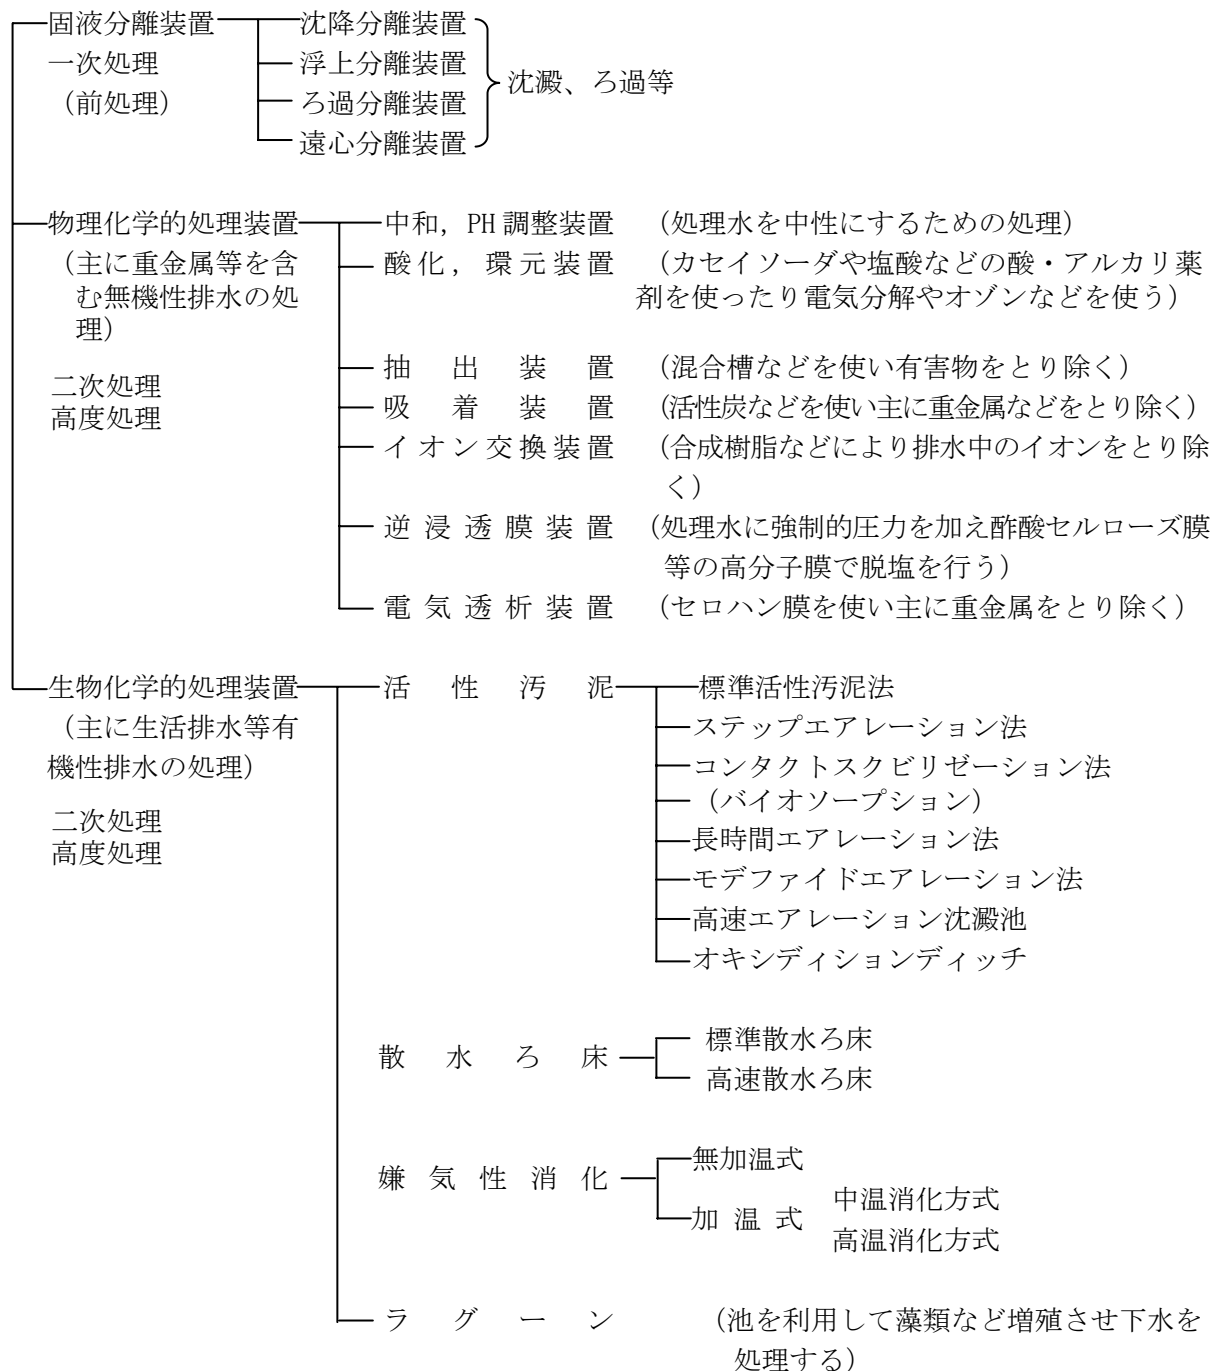 固液分離装置
一次処理
（前処理）
沈降分離装置
浮上分離装置
ろ過分離装置
遠心分離装置
沈澱、ろ過等
物理化学的処理装置
（主に重金属等を含
む無機性排水の処
理）
二次処理
高度処理
中和，PH調整装置　（処理水を中性にするための処理）
酸化，環元装置　（カセイソーダや塩酸などの酸・アルカリ薬
剤を使ったり電気分解やオゾンなどを使う）
抽出装置　（混合槽などを使い有害物をとり除く）
吸着装置　（活性炭などを使い主に重金属などをとり除く）
イオン交換装置　（合成樹脂などにより排水中のイオンをとり除
く）
逆浸透膜装置　（処理水に強制的圧力を加え酢酸セルローズ膜
等の高分子膜で脱塩を行う）
電気透析装置　（セロハン膜を使い主に重金属をとり除く）
生物化学的処理装置
（主に生活排水等有
機性排水の処理）
二次処理
高度処理
活性汚泥
標準活性汚泥法
ステップエアレーション法
コンタクトスクビリゼーション法
（バイオソープション）
長時間エアレーション法
モデファイドエアレーション法
高速エアレーション沈澱池
オキシディションディッチ
散水ろ床
標準散水ろ床
高速散水ろ床
嫌気性消化
無加温式
加温式
中温消化方式
高温消化方式
ラグーン　（池を利用して藻類など増殖させ下水を
処理する）